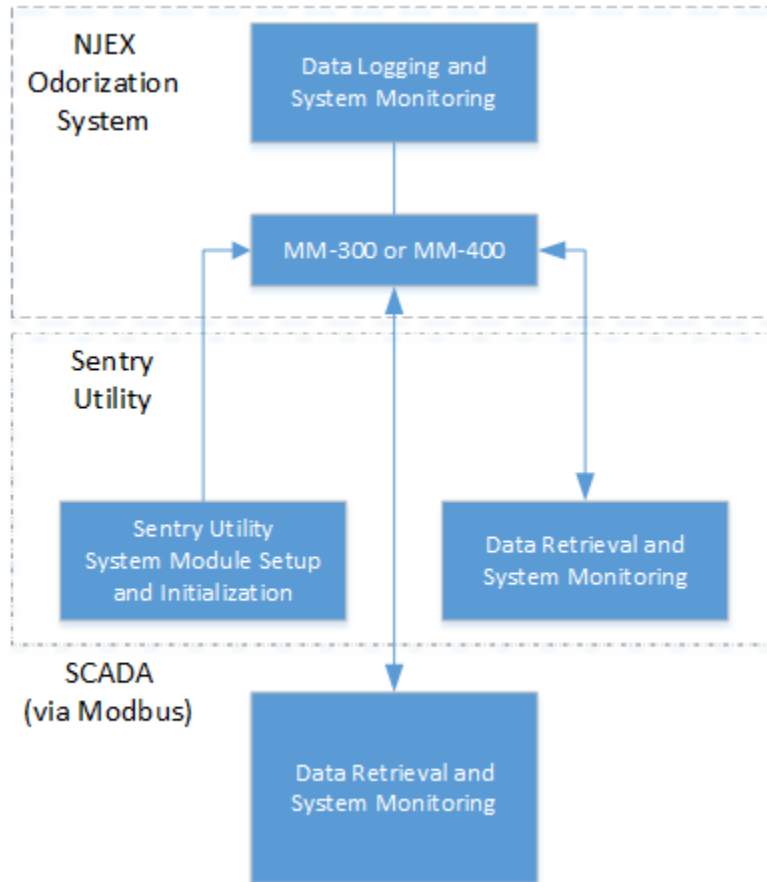 NJEX
Odorization
System
Data Logging and
System Monitoring
MM-300 or MM-400
Sentry
Utility
Sentry Utility
System Module Setup
and Initialization
Data Retrieval and
System Monitoring
SCADA
(via Modbus)
Data Retrieval and
System Monitoring